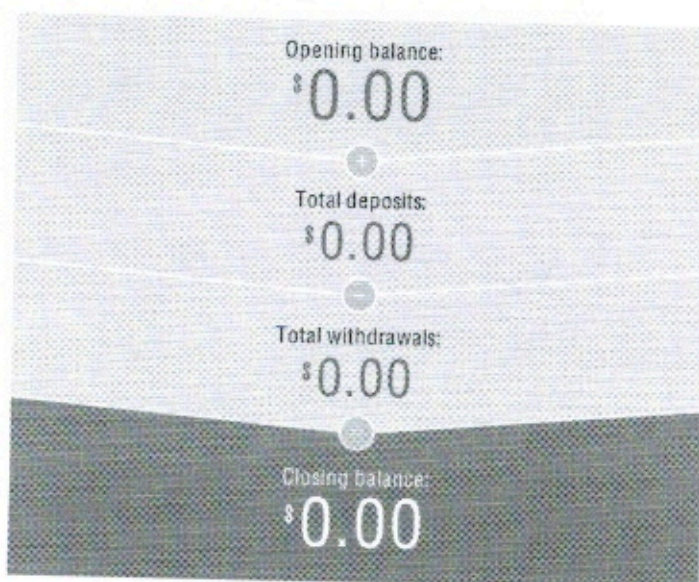 Opening balance:
$0.00
+
Total deposits:
$0.00
−
Total withdrawals:
$0.00
=
Closing balance:
$0.00